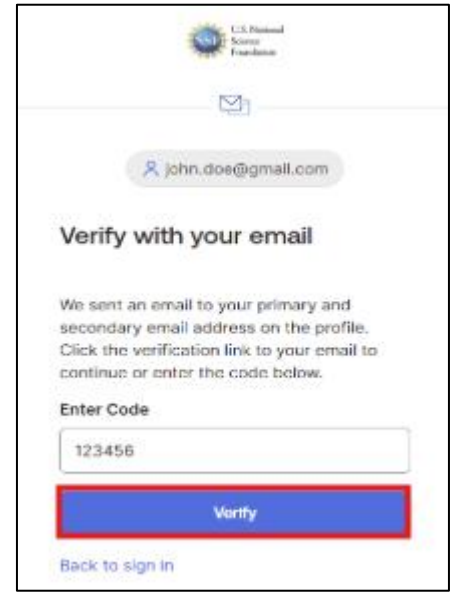 NSF
U.S. National
Science
Foundation
john.doe@gmail.com
Verify with your email
We sent an email to your primary and
secondary email address on the profile.
Click the verification link to your email to
continue or enter the code below.
Enter Code
123456
Verify
Back to sign in